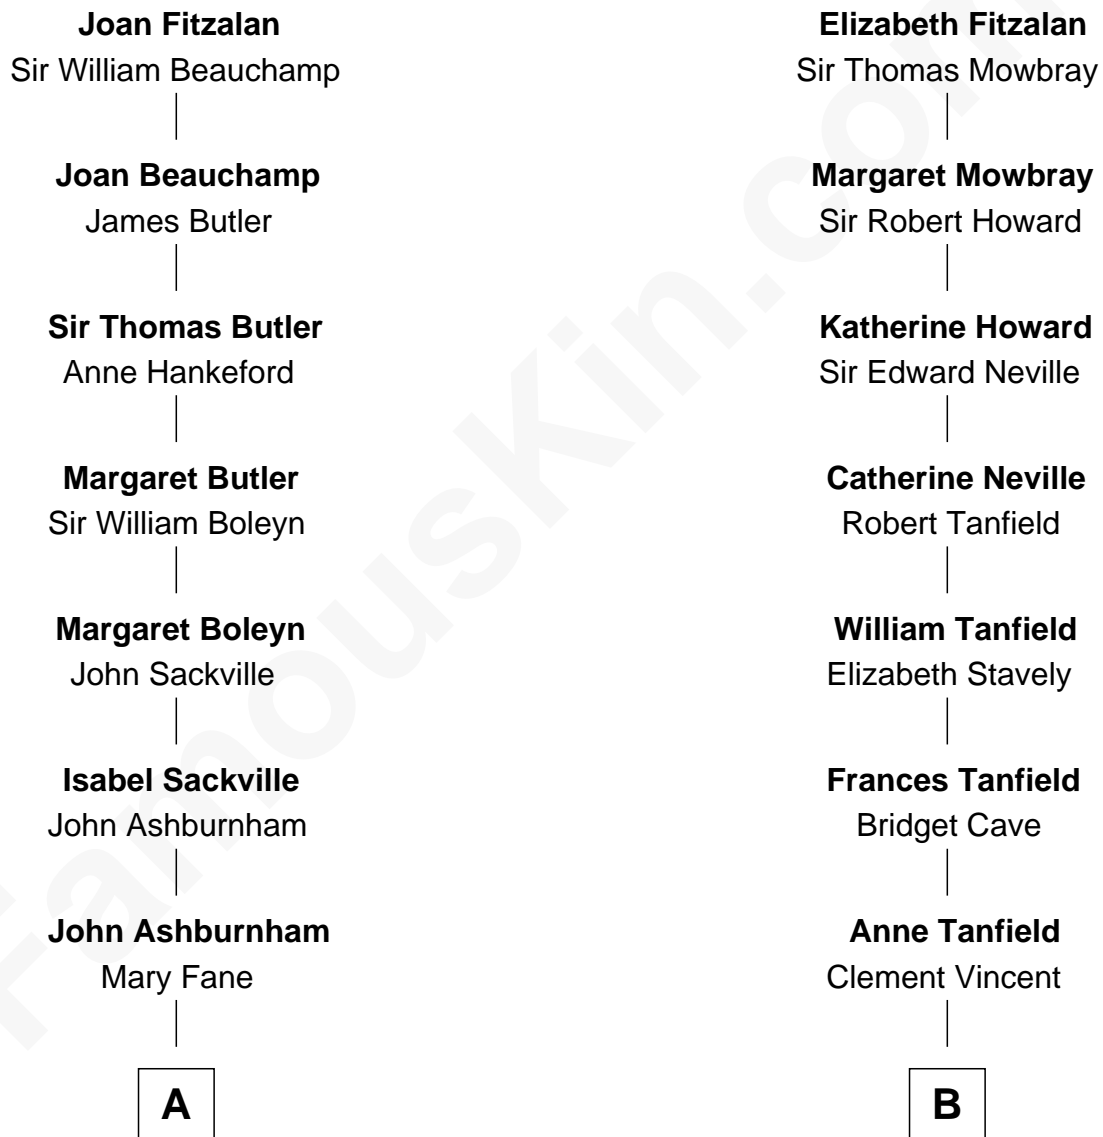 Joan Fitzalan
Sir William Beauchamp
Joan Beauchamp
James Butler
Sir Thomas Butler
Anne Hankeford
Margaret Butler
Sir William Boleyn
Margaret Boleyn
John Sackville
Isabel Sackville
John Ashburnham
John Ashburnham
Mary Fane
A
Elizabeth Fitzalan
Sir Thomas Mowbray
Margaret Mowbray
Sir Robert Howard
Katherine Howard
Sir Edward Neville
Catherine Neville
Robert Tanfield
William Tanfield
Elizabeth Stavely
Frances Tanfield
Bridget Cave
Anne Tanfield
Clement Vincent
B
FamousKin.com